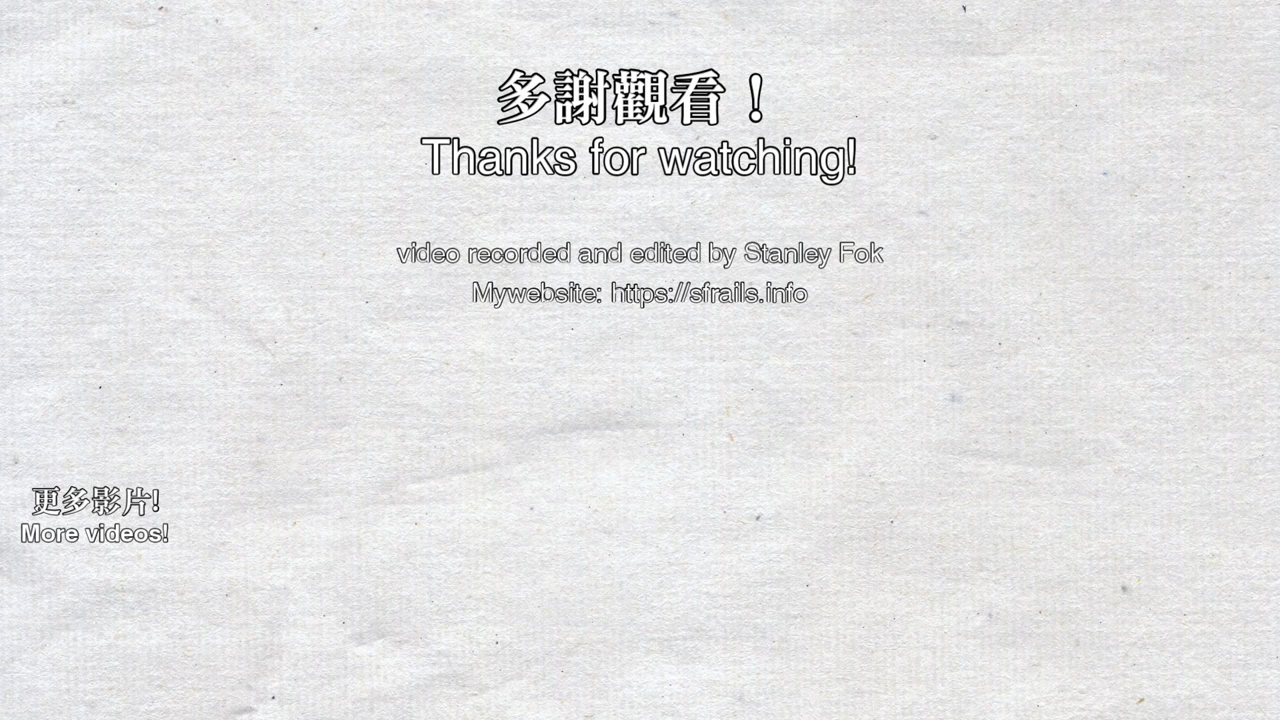 多謝觀看！
Thanks for watching!
video recorded and edited by Stanley Fok
Mywebsite: https://sfrails.info
更多影片!
More videos!